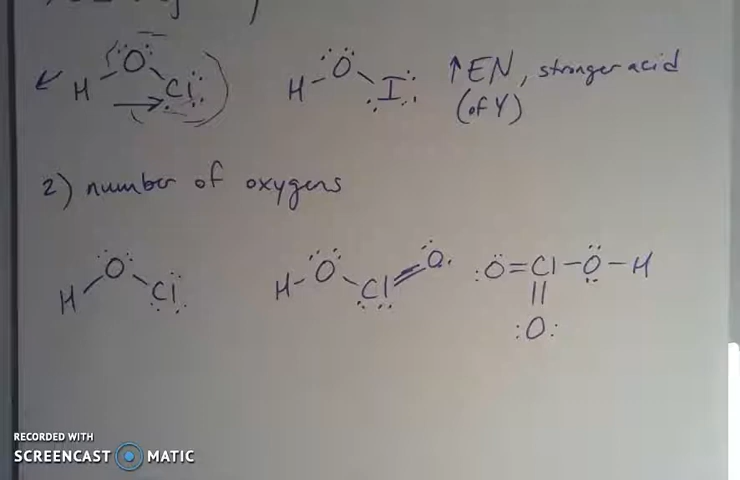 H O Cl
H O I
↑EN, stronger acid
(of Y)
2) number of oxygens
H O Cl
H O Cl O
O=Cl-O-H
O
RECORDED WITH
SCREENCAST MATIC